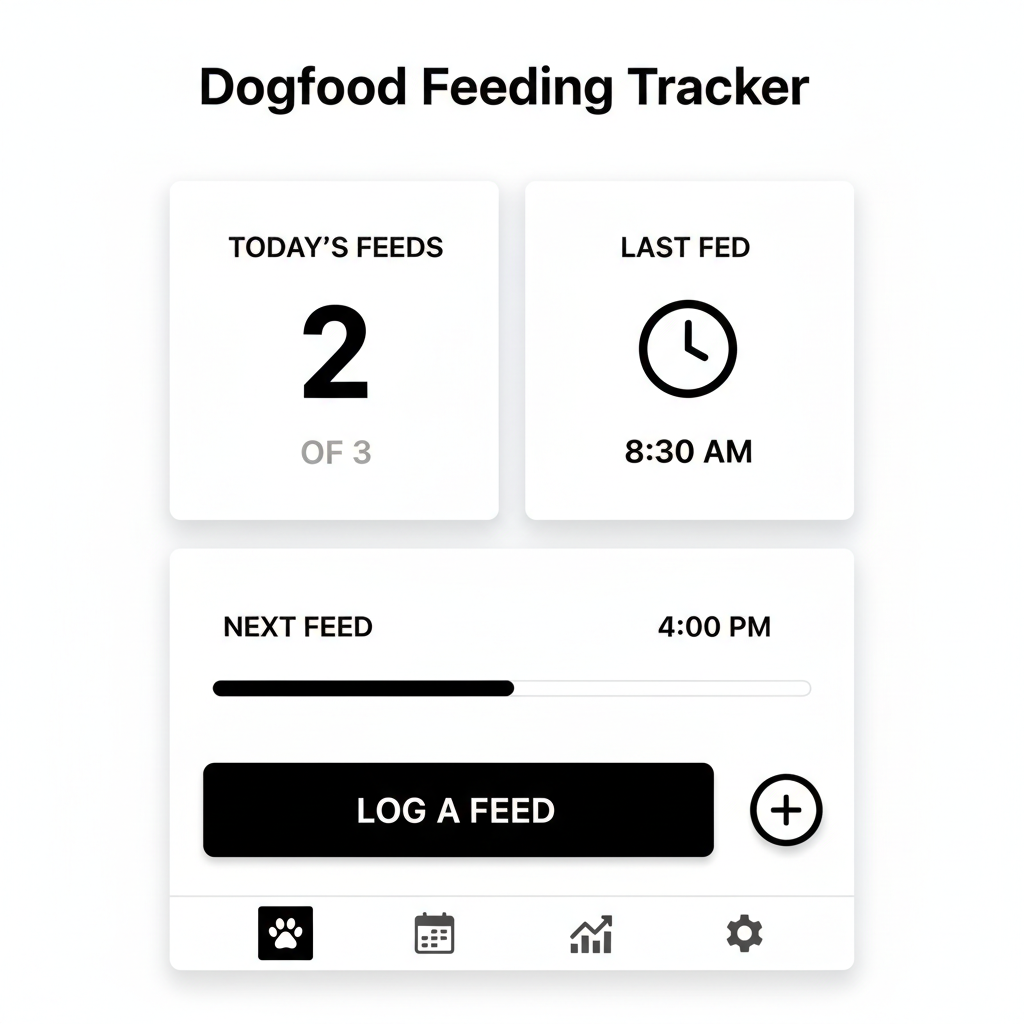 Dogfood Feeding Tracker
TODAY’S FEEDS
2
OF 3
LAST FED
8:30 AM
NEXT FEED
4:00 PM
LOG A FEED